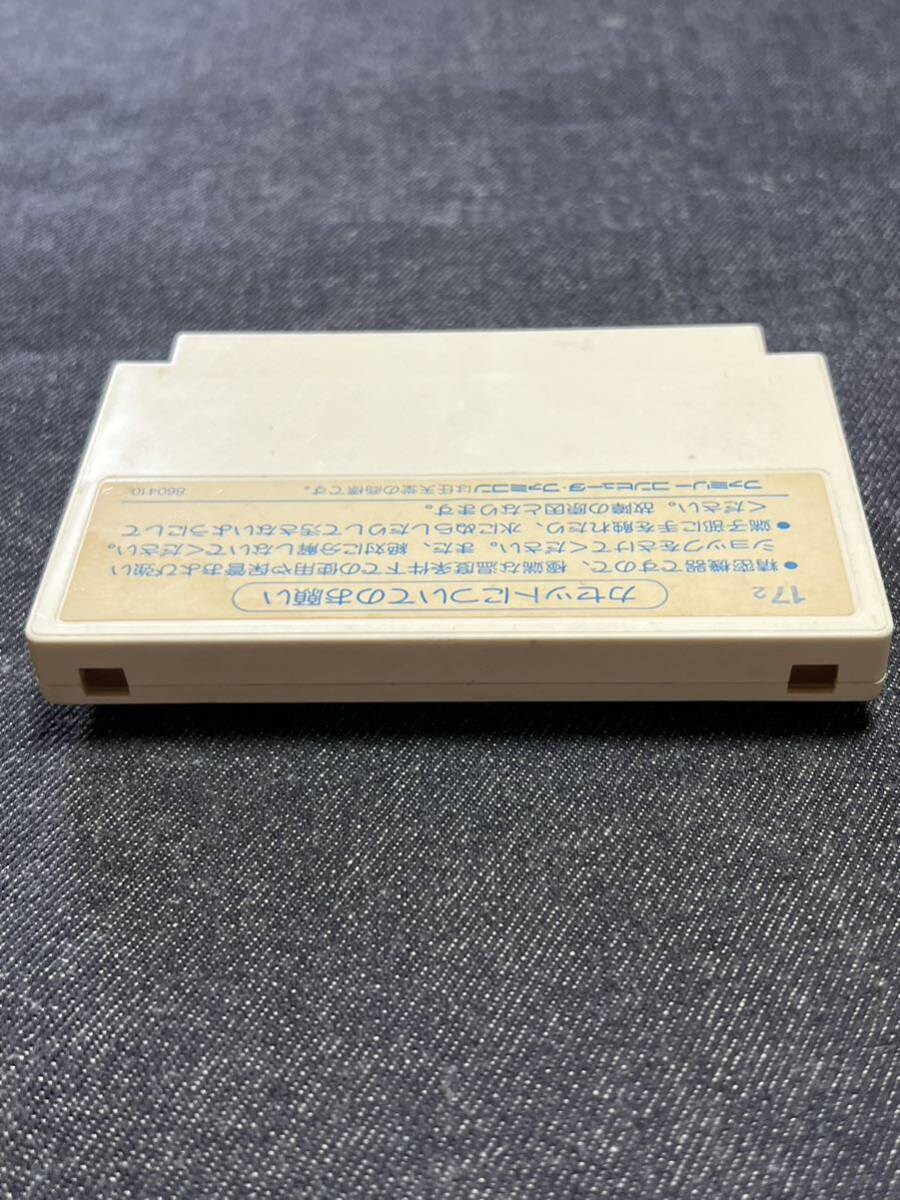 カセットについてのお願い
●精密機器ですので、極端な温度条件下での使用や保管および強い
ショックをさけてください。また、絶対に分解しないでください。
●端子部に手を触れたり、水にぬらしたりして汚さないようにして
ください。故障の原因となります。
ファミリーコンピュータ・ファミコンは任天堂の商標です。 860410
17 2